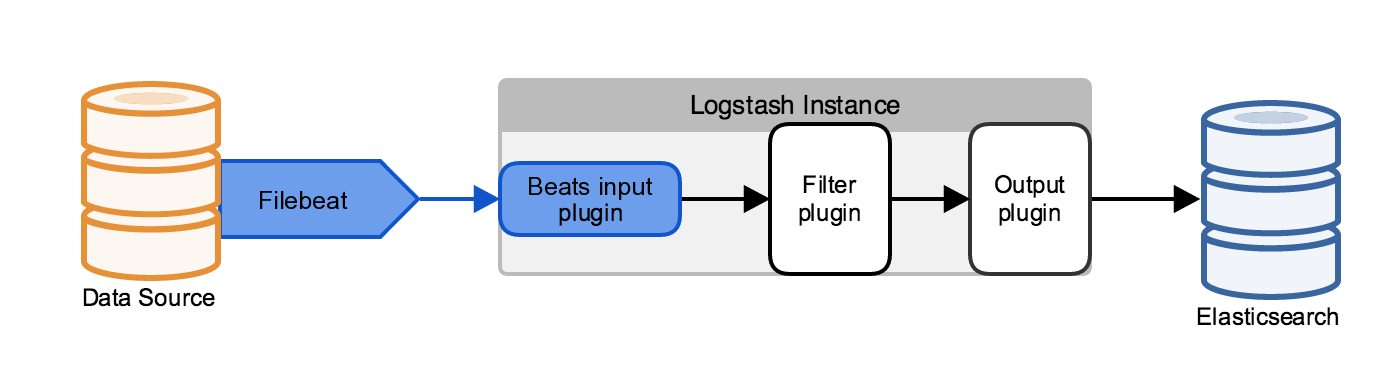 Logstash Instance
Data Source
Filebeat
Beats input
plugin
Filter
plugin
Output
plugin
Elasticsearch